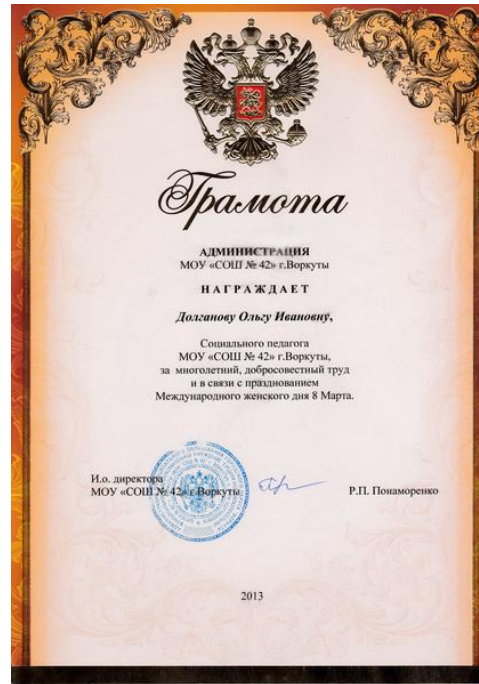 Грамота
АДМИНИСТРАЦИЯ
МОУ «СОШ № 42» г.Воркуты
НАГРАЖДАЕТ
Долганову Ольгу Ивановну,
Социального педагога
МОУ «СОШ № 42» г.Воркуты,
за многолетний, добросовестный труд
и в связи с празднованием
Международного женского дня 8 Марта.
И.о. директора
МОУ «СОШ № 42» г.Воркуты
Р.П. Понаморенко
2013